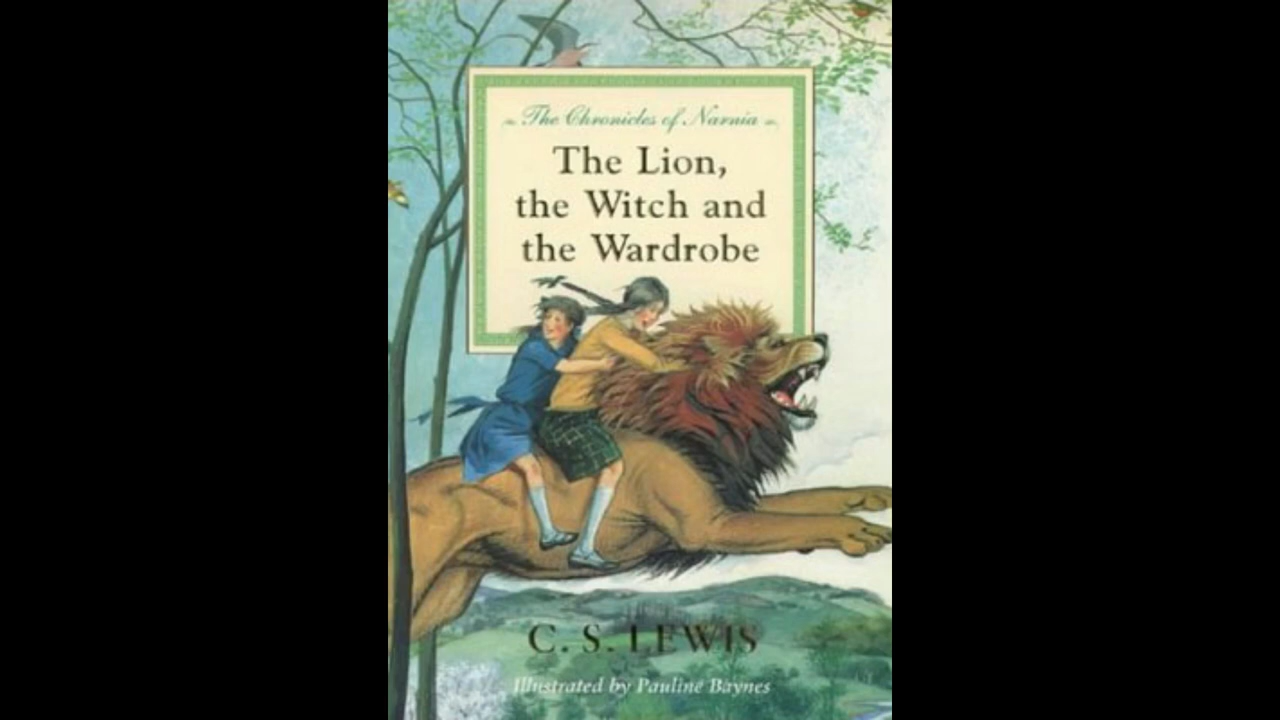 The Chronicles of Narnia
The Lion,
the Witch and
the Wardrobe
C. S. LEWIS
Illustrated by Pauline Baynes